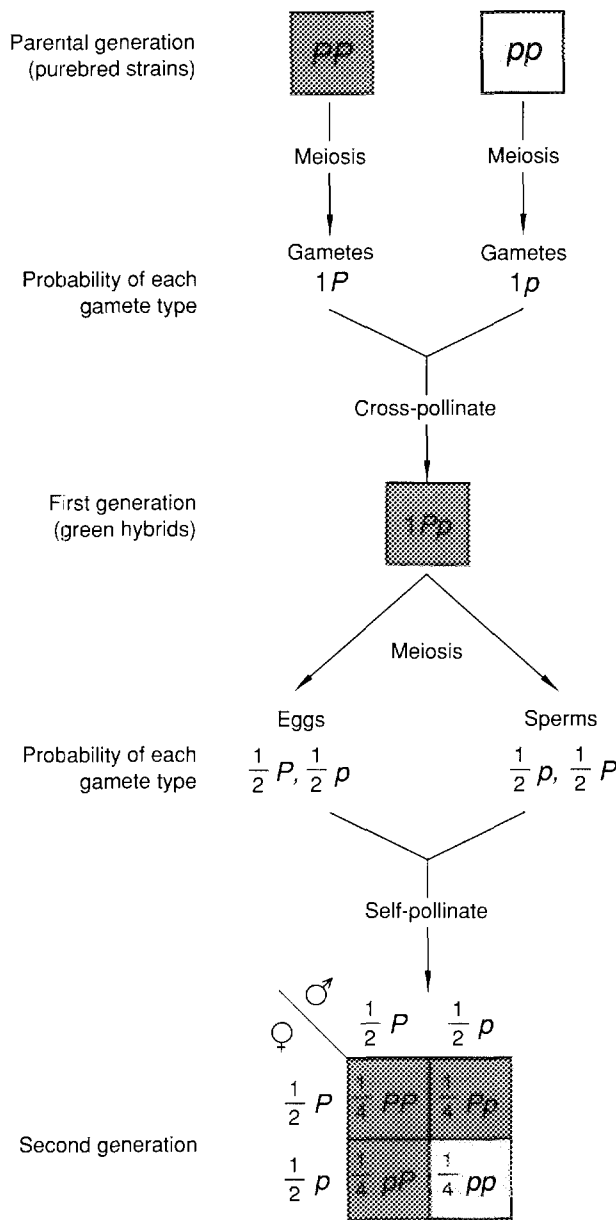 Parental generation
(purebred strains)
pp pp
Meiosis Meiosis
Gametes Gametes
Probability of each
gamete type
1P 1p
Cross-pollinate
First generation
(green hybrids)
1Pp
Meiosis
Eggs Sperms
Probability of each
gamete type
1/2 P, 1/2 p 1/2 p, 1/2 P
Self-pollinate
♂
♀
1/2 P 1/2 p
1/2 P 1/4 PP 1/4 Pp
Second generation
1/2 p 1/4 pP 1/4 pp